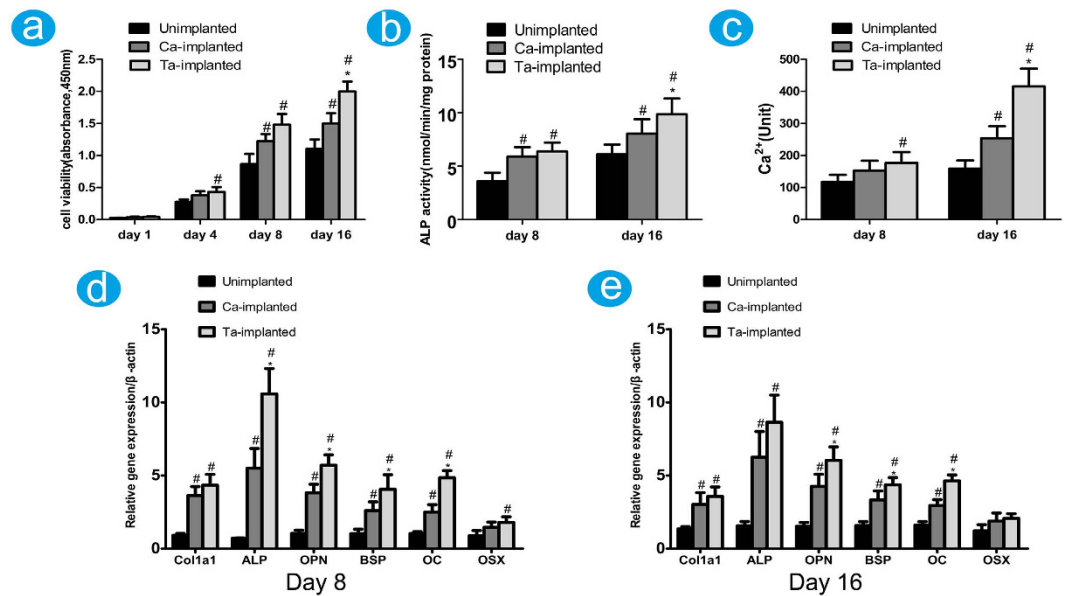 a
Unimplanted
Ca-implanted
Ta-implanted
cell viability(absorbance,450nm)
2.5
2.0
1.5
1.0
0.5
0.0
# # # # # # *
day 1 day 4 day 8 day 16
b
Unimplanted
Ca-implanted
Ta-implanted
ALP activity(nmol/min/mg protein)
15
10
5
0
# # # # *
day 8 day 16
c
Unimplanted
Ca-implanted
Ta-implanted
Ca2+(Unit)
500
400
300
200
100
0
# # # *
day 8 day 16
d
Unimplanted
Ca-implanted
Ta-implanted
Relative gene expression/β -actin
15
10
5
0
# # # # * # # * # # * # # * #
Col1a1 ALP OPN BSP OC OSX
Day 8
e
Unimplanted
Ca-implanted
Ta-implanted
Relative gene expression/β -actin
15
10
5
0
# # # # # # * # # * # # *
Col1a1 ALP OPN BSP OC OSX
Day 16